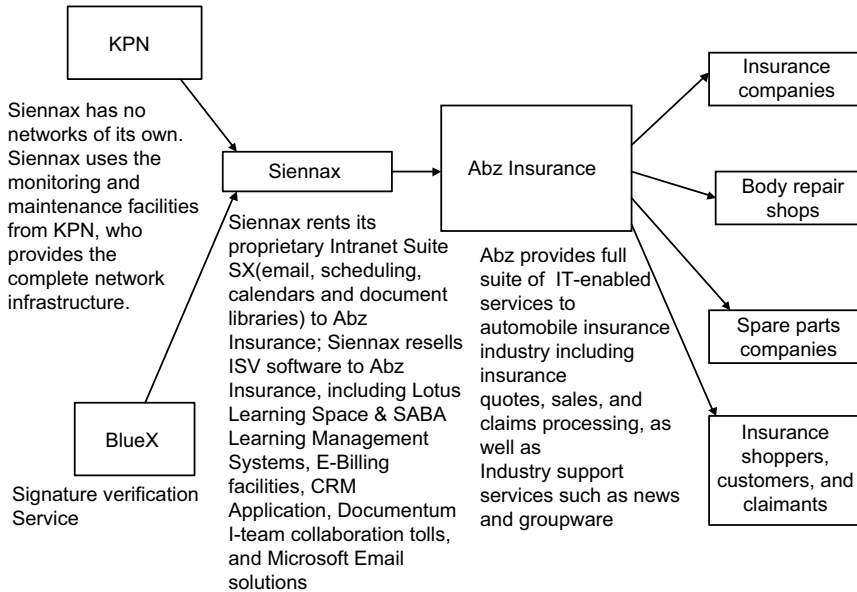 KPN
Siennax has no
networks of its own.
Siennax uses the
monitoring and
maintenance facilities
from KPN, who
provides the
complete network
infrastructure.
BlueX
Signature verification
Service
Siennax
Siennax rents its
proprietary Intranet Suite
SX(email, scheduling,
calendars and document
libraries) to Abz
Insurance; Siennax resells
ISV software to Abz
Insurance, including Lotus
Learning Space & SABA
Learning Management
Systems, E-Billing
facilities, CRM
Application, Documentum
I-team collaboration tolls,
and Microsoft Email
solutions
Abz Insurance
Abz provides full
suite of IT-enabled
services to
automobile insurance
industry including
insurance
quotes, sales, and
claims processing, as
well as
Industry support
services such as news
and groupware
Insurance
companies
Body repair
shops
Spare parts
companies
Insurance
shoppers,
customers, and
claimants